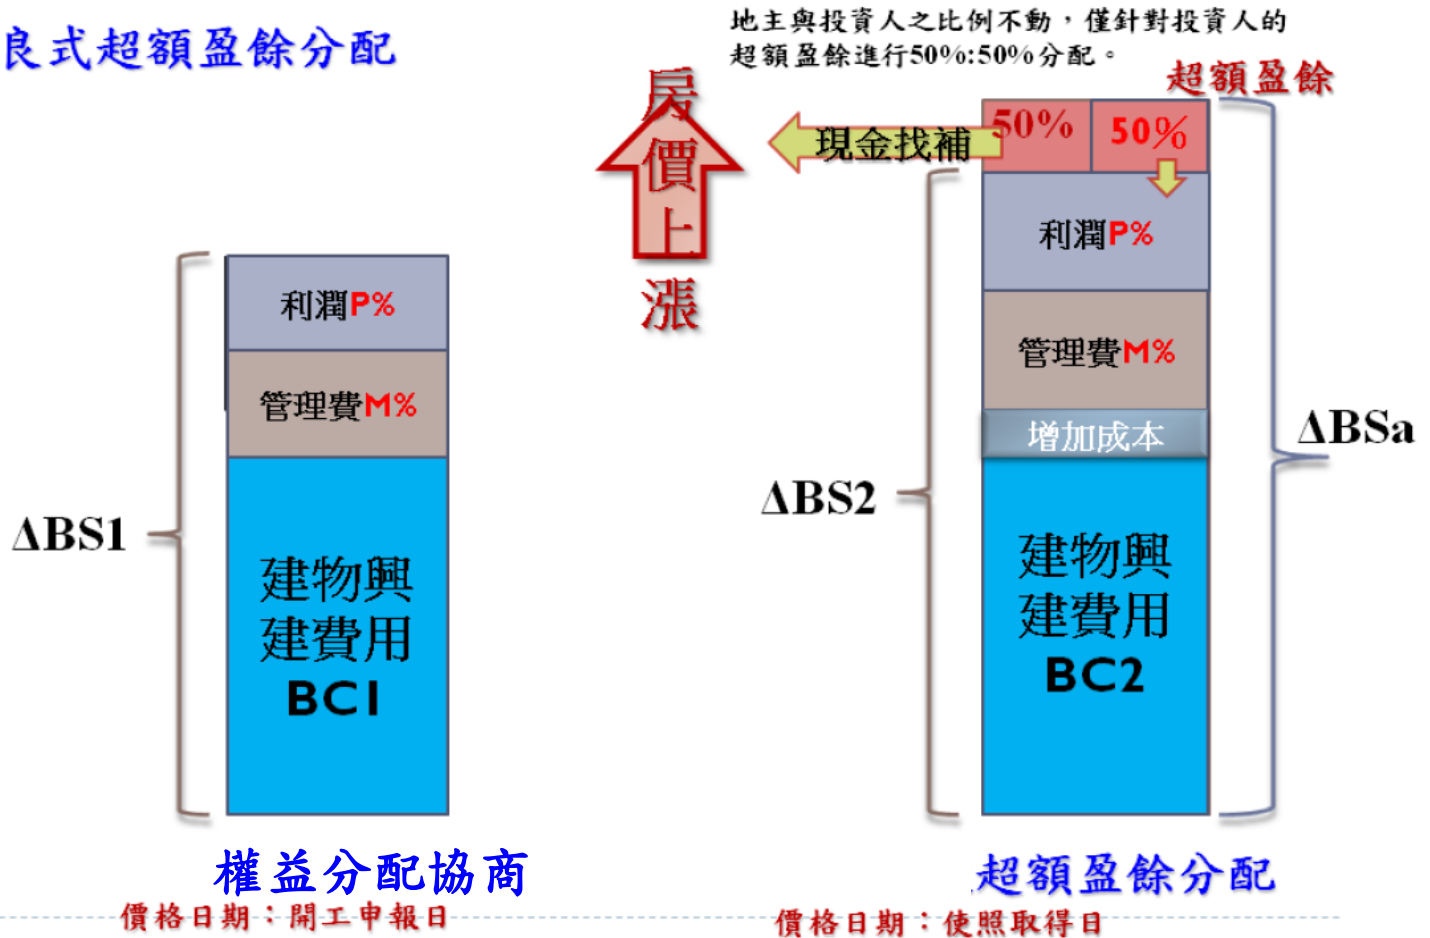 良式超額盈餘分配
地主與投資人之比例不動，僅針對投資人的
超額盈餘進行50%:50%分配。
超額盈餘
房價上漲
現金找補
50%
50%
利潤P%
管理費M%
增加成本
建物興
建費用
BC2
ΔBS2
ΔBSa
利潤P%
管理費M%
建物興
建費用
BC1
ΔBS1
權益分配協商
價格日期：開工申報日
超額盈餘分配
價格日期：使照取得日